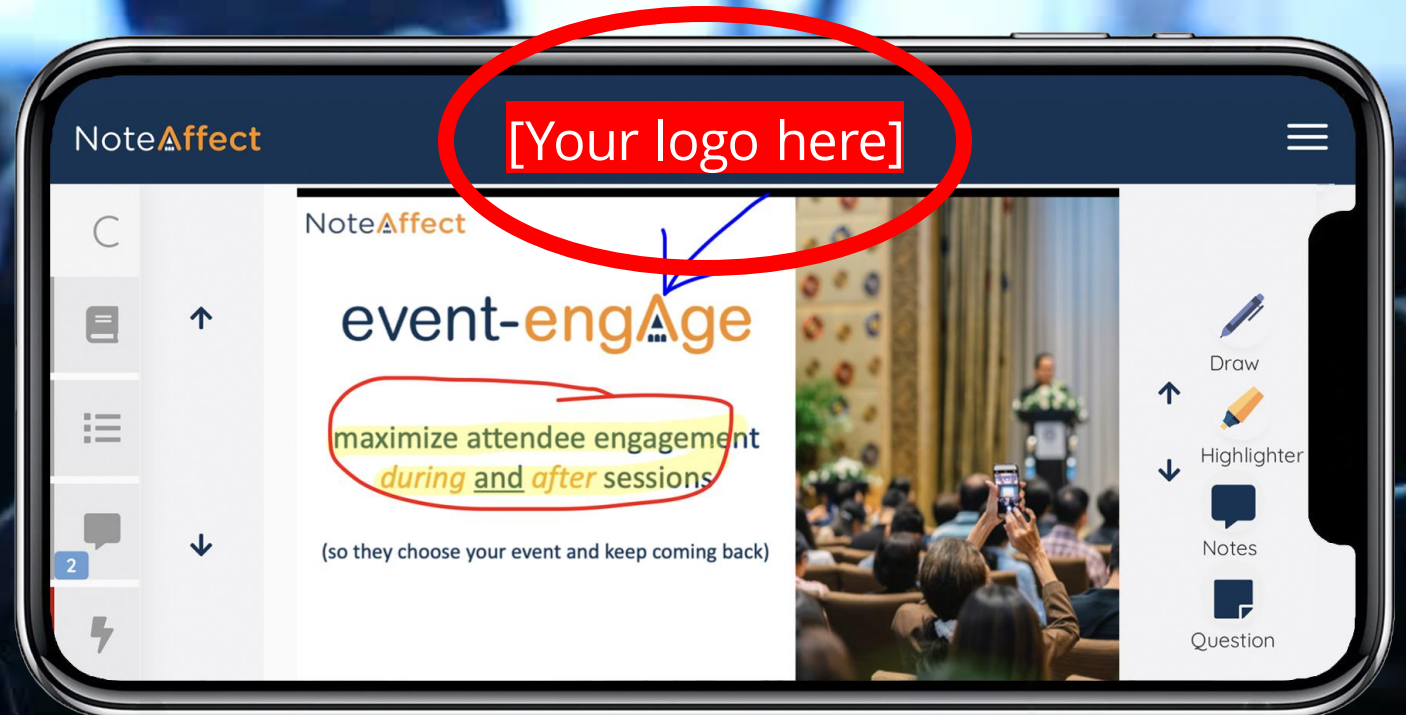 NoteAffect
[Your logo here]
NoteAffect
event-engAge
maximize attendee engagement
during and after sessions
(so they choose your event and keep coming back)
2
Draw
Highlighter
Notes
Question